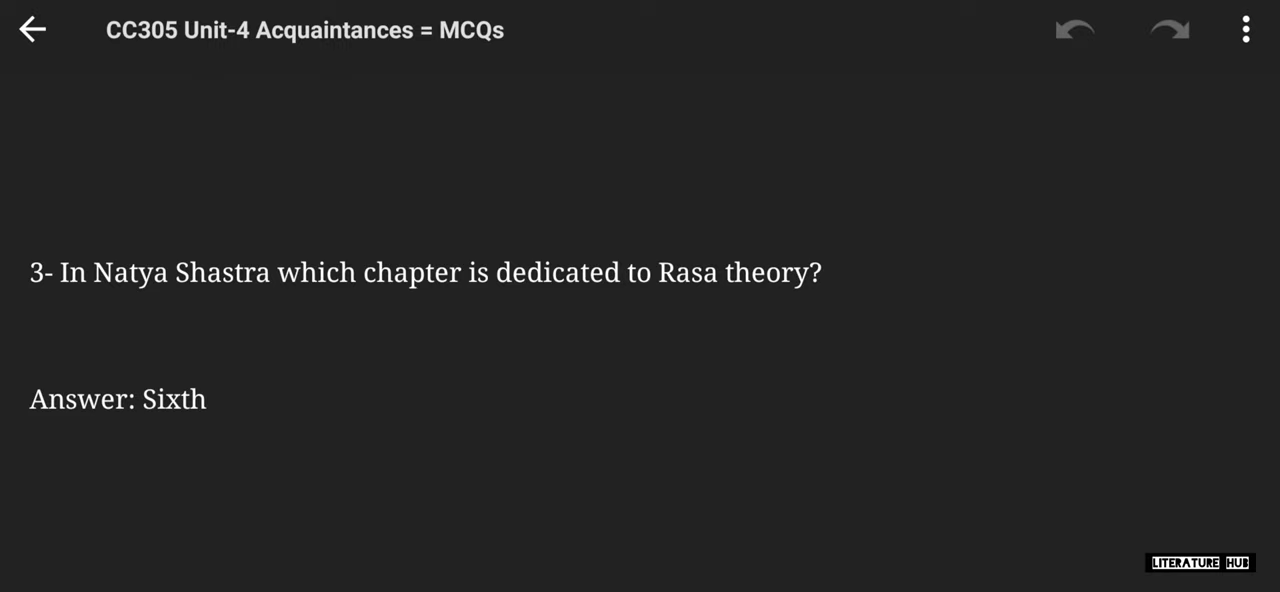 CC305 Unit-4 Acquaintances = MCQs
3- In Natya Shastra which chapter is dedicated to Rasa theory?
Answer: Sixth
LITERATURE HUB